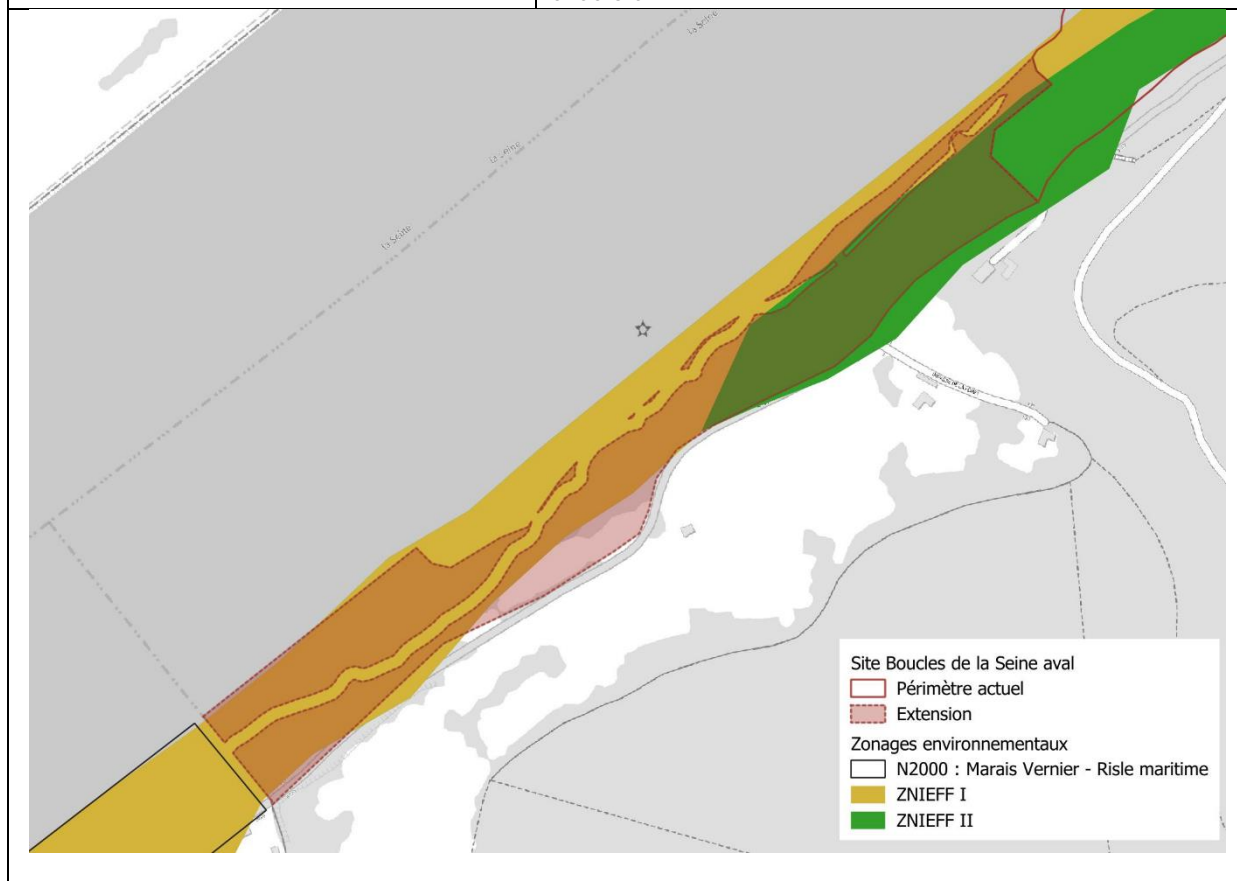 la Seine
la Seine
la Seine
Site Boucles de la Seine aval
Périmètre actuel
Extension
Zonages environnementaux
N2000 : Marais Vernier - Risle maritime
ZNIEFF I
ZNIEFF II